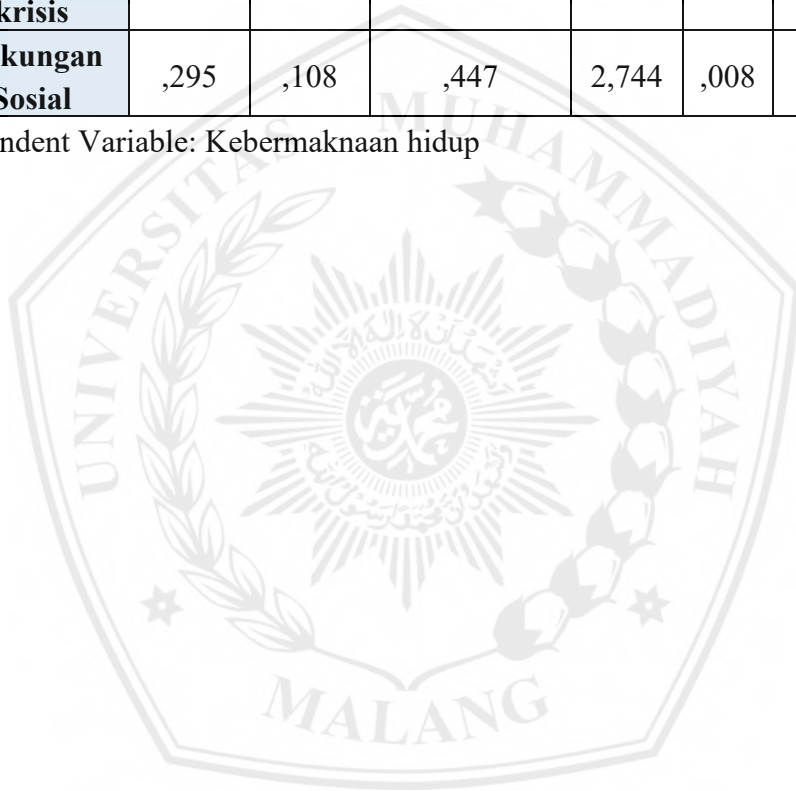 krisis
kungan
Sosial
,295 ,108 ,447 2,744 ,008
ndent Variable: Kebermaknaan hidup
UNIVERSITAS MUHAMMADIYAH
MALANG